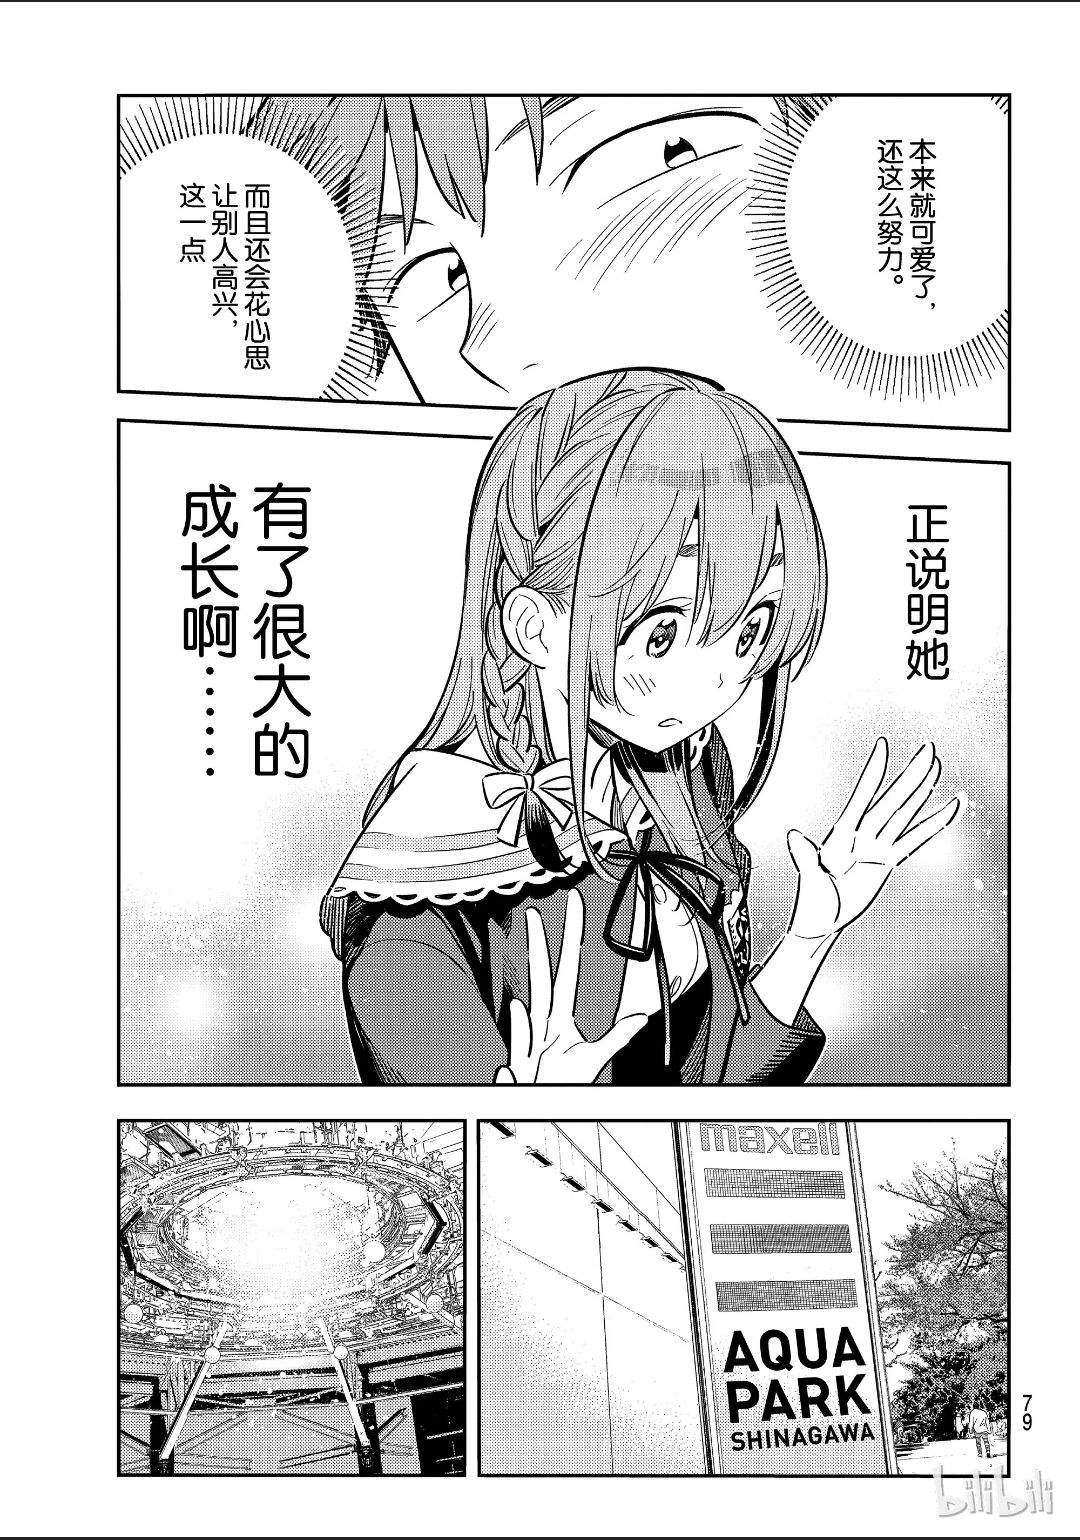 本来就可爱了，
还这么努力。
而且还会花心思
让别人高兴，
这一点
正说明她
有了很大的
成长啊……
maxell
AQUA
PARK
SHINAGAWA
79
bilibili